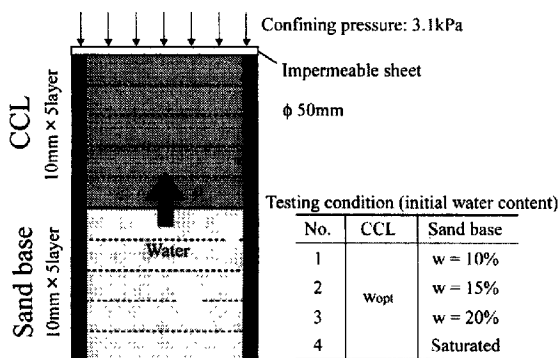 Confining pressure: 3.1kPa
Impermeable sheet
ϕ 50mm
CCL
10mm × 5layer
Sand base
10mm × 5layer
Water
Testing condition (initial water content)
No. CCL Sand base
1 w = 10%
2 w = 15%
Wopt
3 w = 20%
4 Saturated